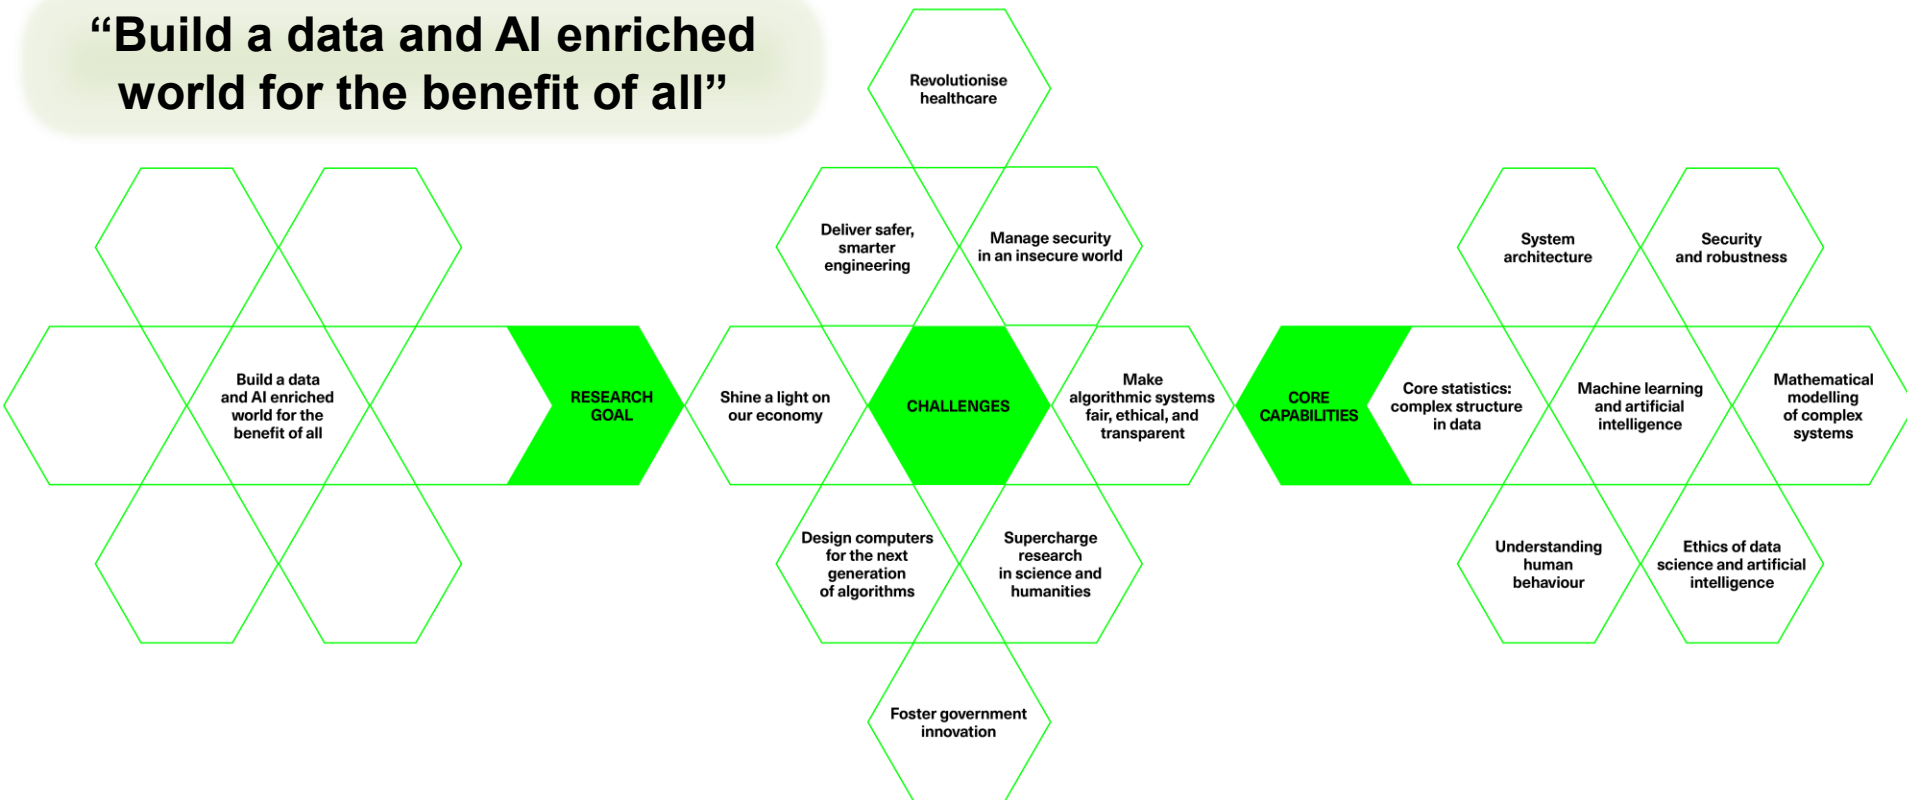 “Build a data and AI enriched
world for the benefit of all”
Build a data
and AI enriched
world for the
benefit of all
RESEARCH
GOAL
Revolutionise
healthcare
Deliver safer,
smarter
engineering
Manage security
in an insecure world
Shine a light on
our economy
CHALLENGES
Make
algorithmic systems
fair, ethical, and
transparent
Design computers
for the next
generation
of algorithms
Supercharge
research
in science and
humanities
Foster government
innovation
CORE
CAPABILITIES
System
architecture
Security
and robustness
Core statistics:
complex structure
in data
Machine learning
and artificial
intelligence
Mathematical
modelling
of complex
systems
Understanding
human
behaviour
Ethics of data
science and artificial
intelligence